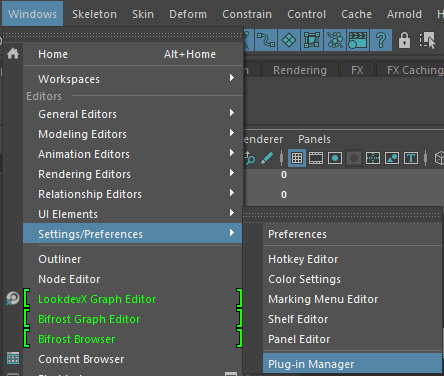 Windows Skeleton Skin Deform Constrain Control Cache Arnold
Rendering FX FX Caching
Home Alt+Home
Workspaces
Editors
General Editors
Modeling Editors
Animation Editors
Rendering Editors
Relationship Editors
UI Elements
Settings/Preferences
Outliner
Node Editor
LookdevX Graph Editor
Bifrost Graph Editor
Bifrost Browser
Content Browser
enderer Panels
0
0
Preferences
Hotkey Editor
Color Settings
Marking Menu Editor
Shelf Editor
Panel Editor
Plug-in Manager